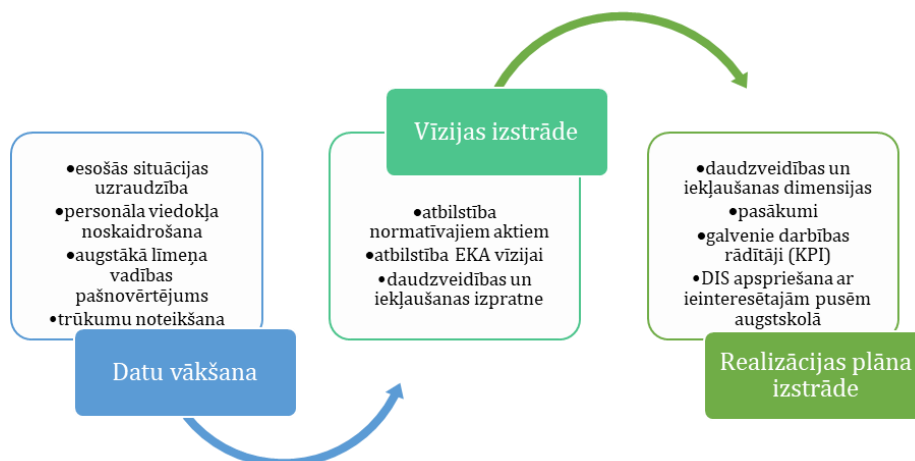 •esošās situācijas
uzraudzība
•personāla viedokļa
noskaidrošana
•augstākā līmeņa
vadības
pašnovērtējums
•trūkumu noteikšana
Datu vākšana
Vīzijas izstrāde
•atbilstība
normatīvajiem aktiem
•atbilstība EKA vīzijai
•daudzveidības un
iekļaušanas izpratne
•daudzveidības un
iekļaušanas dimensijas
•pasākumi
•galvenie darbības
rādītāji (KPI)
•DIS apspriešana ar
ieinteresētajām pusēm
augstskolā
Realizācijas plāna
izstrāde